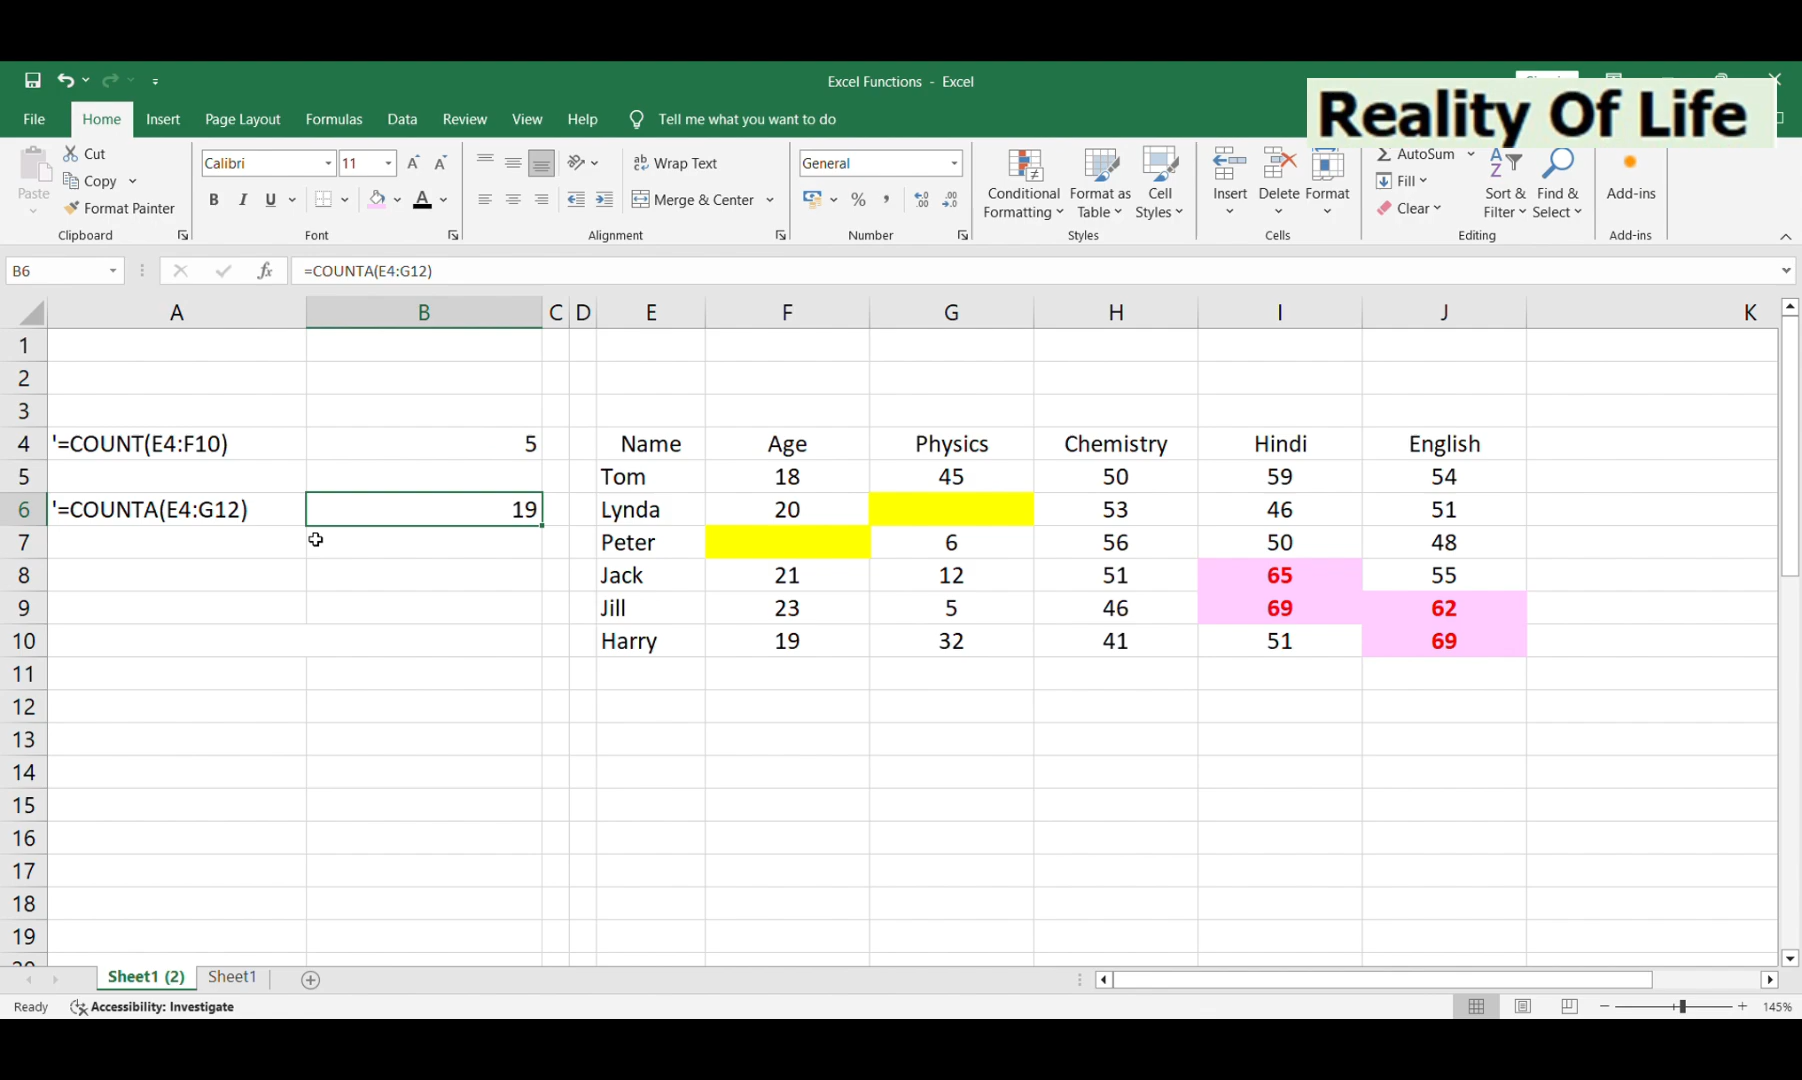 Excel Functions - Excel
Reality Of Life
File Home Insert Page Layout Formulas Data Review View Help Tell me what you want to do
Paste
Cut
Copy
Format Painter
Clipboard
Calibri 11
B I U A
Font
ab Wrap Text
Merge & Center
Alignment
General
% ,
Number
Conditional Formatting
Format as Table
Cell Styles
Styles
Insert Delete Format
Cells
AutoSum
Fill
Clear
Sort & Filter
Find & Select
Editing
Add-ins
Add-ins
B6 fx =COUNTA(E4:G12)
A B C D E F G H I J K
1
2
3
4 '=COUNT(E4:F10) 5 Name Age Physics Chemistry Hindi English
5 Tom 18 45 50 59 54
6 '=COUNTA(E4:G12) 19 Lynda 20 53 46 51
7 Peter 6 56 50 48
8 Jack 21 12 51 65 55
9 Jill 23 5 46 69 62
10 Harry 19 32 41 51 69
11
12
13
14
15
16
17
18
19
Sheet1 (2) Sheet1
Ready Accessibility: Investigate 145%